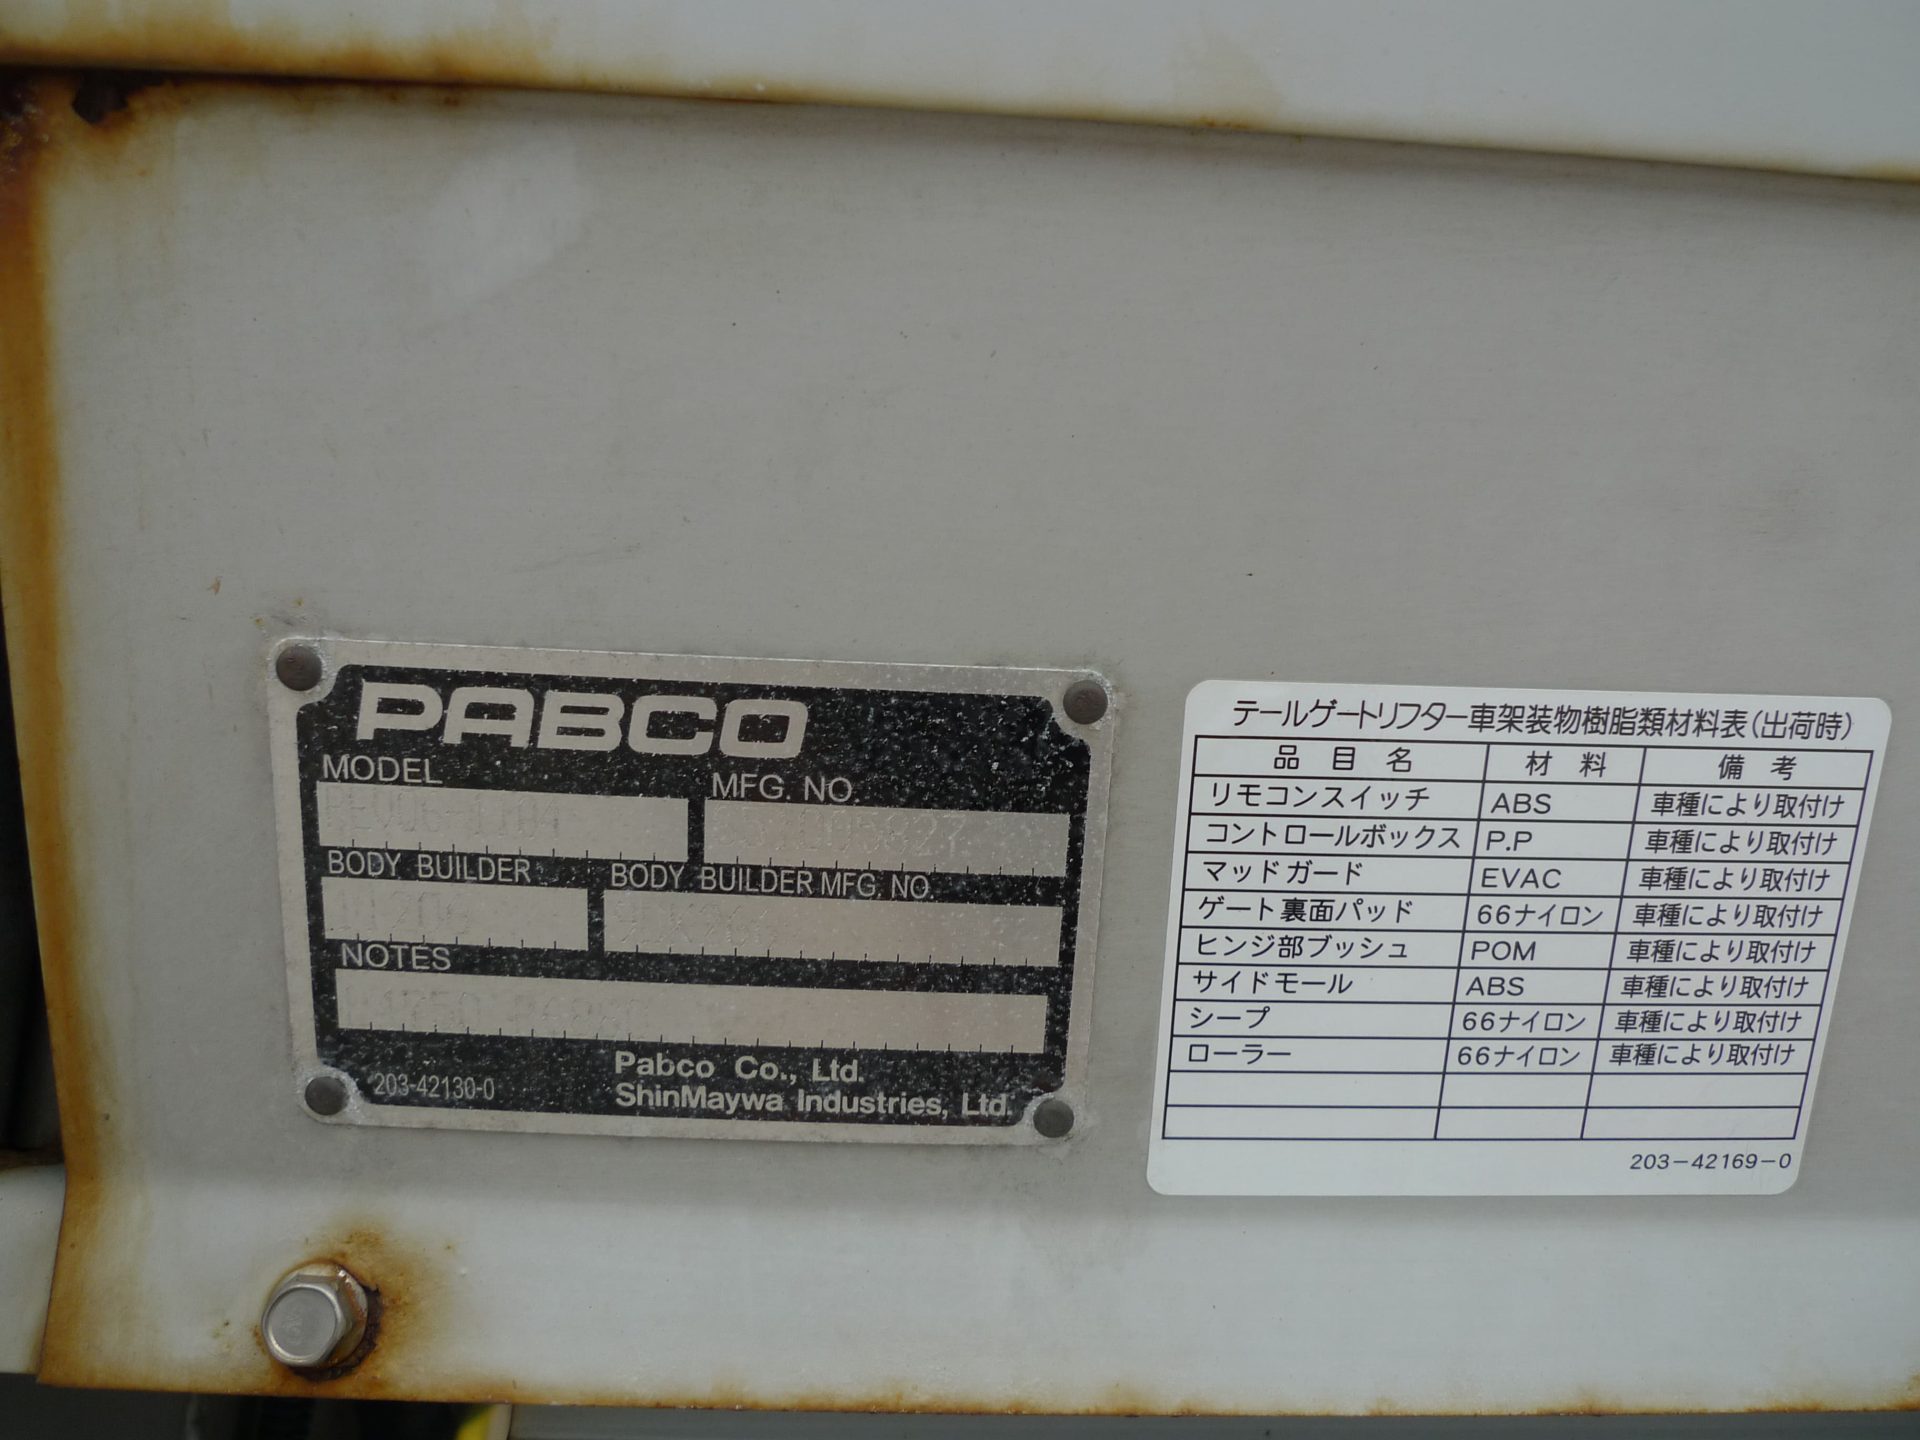 PABCO
MODEL MFG. NO.
BODY BUILDER BODY BUILDER MFG. NO.
NOTES
203-42130-0
Pabco Co., Ltd.
ShinMaywa Industries, Ltd.
テールゲートリフター車架装物樹脂類材料表(出荷時)
品目名 材料 備考
リモコンスイッチ ABS 車種により取付け
コントロールボックス P.P 車種により取付け
マッドガード EVAC 車種により取付け
ゲート裏面パッド 66ナイロン 車種により取付け
ヒンジ部ブッシュ POM 車種により取付け
サイドモール ABS 車種により取付け
シーブ 66ナイロン 車種により取付け
ローラー 66ナイロン 車種により取付け
203-42169-0